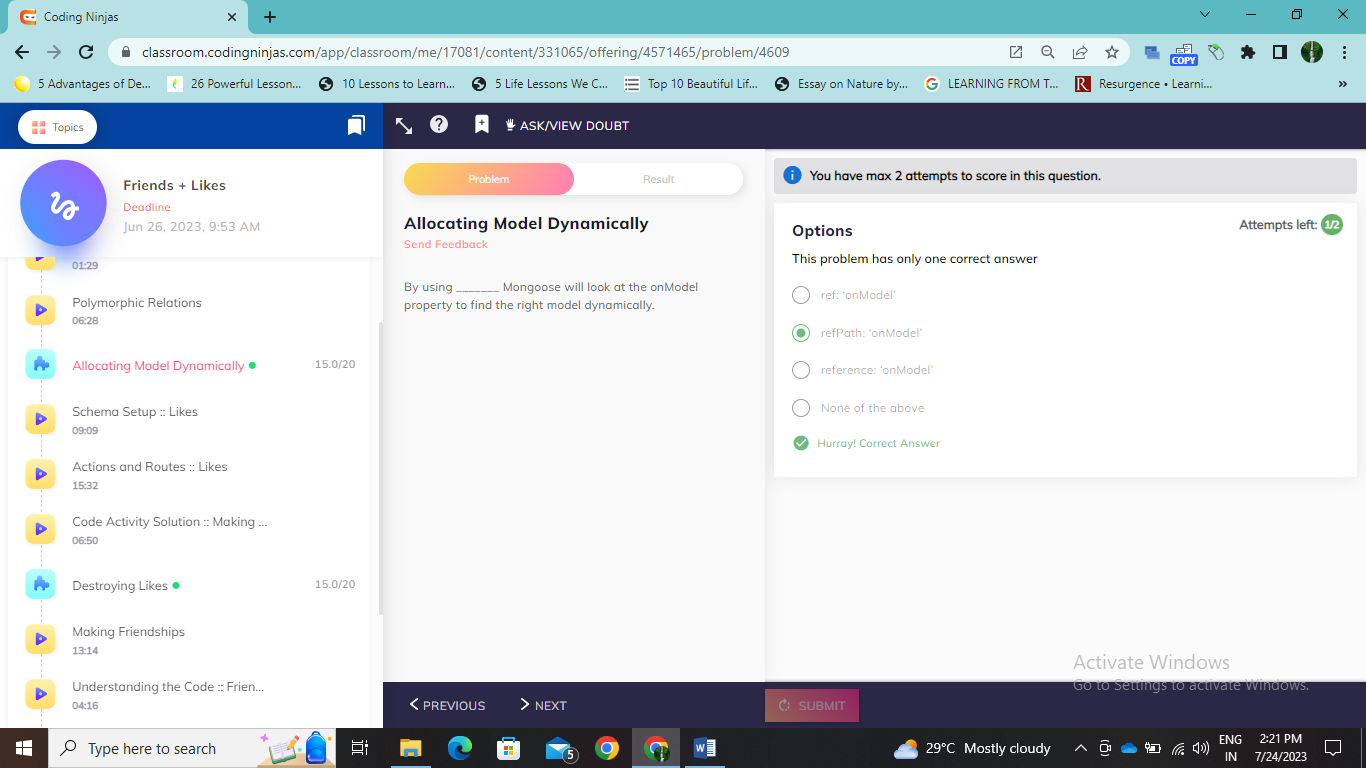 Coding Ninjas
classroom.codingninjas.com/app/classroom/me/17081/content/331065/offering/4571465/problem/4609
COPY
5 Advantages of De...
26 Powerful Lesson...
10 Lessons to Learn...
5 Life Lessons We C...
Top 10 Beautiful Lif...
Essay on Nature by...
LEARNING FROM T...
Resurgence • Learni...
»
Topics
ASK/VIEW DOUBT
Friends + Likes
Deadline
Jun 26, 2023, 9:53 AM
01:29
Polymorphic Relations
06:28
Allocating Model Dynamically
15.0/20
Schema Setup :: Likes
09:09
Actions and Routes :: Likes
15:32
Code Activity Solution :: Making ...
06:50
Destroying Likes
15.0/20
Making Friendships
13:14
Understanding the Code :: Frien...
04:16
Problem
Result
Allocating Model Dynamically
Send Feedback
By using _______ Mongoose will look at the onModel
property to find the right model dynamically.
You have max 2 attempts to score in this question.
Options
Attempts left: 1/2
This problem has only one correct answer
ref: ‘onModel’
refPath: ‘onModel’
reference: ‘onModel’
None of the above
Hurray! Correct Answer
Activate Windows
Go to Settings to activate Windows.
PREVIOUS
NEXT
SUBMIT
Type here to search
5
29°C Mostly cloudy
ENG
IN
2:21 PM
7/24/2023